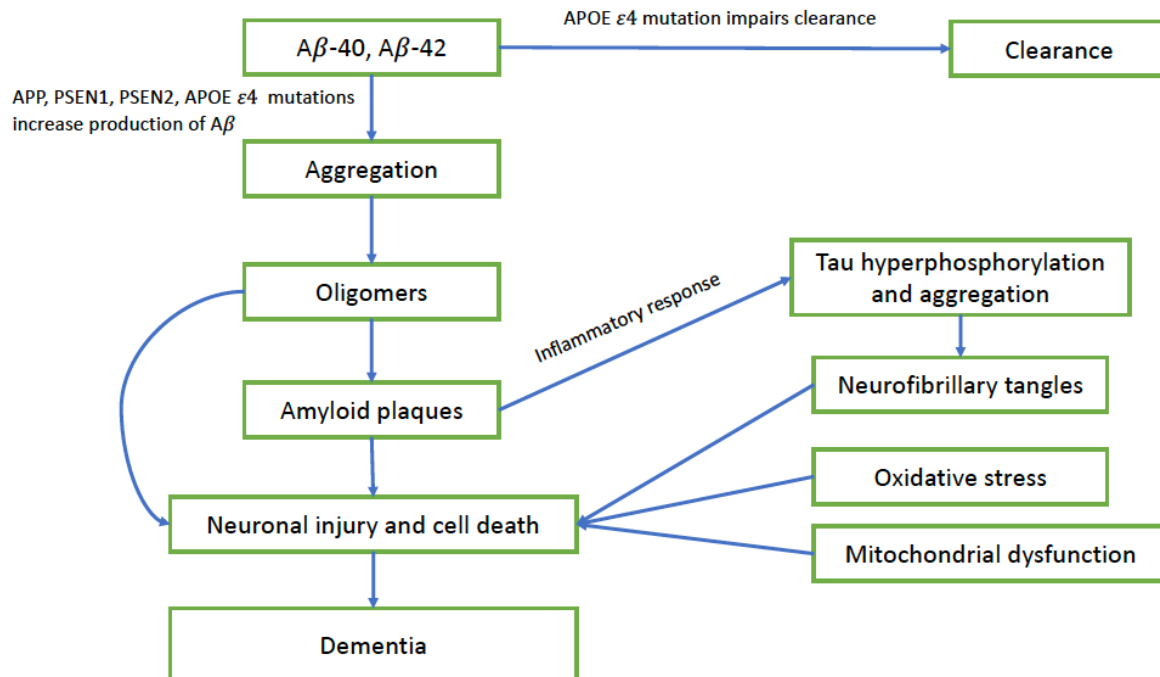 APOE ε4 mutation impairs clearance
Aβ-40, Aβ-42
Clearance
APP, PSEN1, PSEN2, APOE ε4 mutations
increase production of Aβ
Aggregation
Oligomers
Inflammatory response
Tau hyperphosphorylation
and aggregation
Amyloid plaques
Neurofibrillary tangles
Oxidative stress
Neuronal injury and cell death
Mitochondrial dysfunction
Dementia